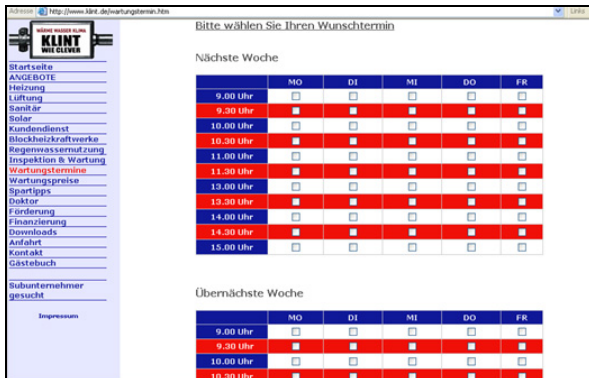 Adresse http://www.klint.de/wartungstermin.htm Links
WÄRME WASSER KLIMA
KLINT
WIE CLEVER
Startseite
ANGEBOTE
Heizung
Lüftung
Sanitär
Solar
Kundendienst
Blockheizkraftwerke
Regenwassernutzung
Inspektion & Wartung
Wartungstermine
Wartungspreise
Spartipps
Doktor
Förderung
Finanzierung
Downloads
Anfahrt
Kontakt
Gästebuch
Subunternehmer
gesucht
Impressum
Bitte wählen Sie Ihren Wunschtermin
Nächste Woche
MO DI MI DO FR
9.00 Uhr
9.30 Uhr
10.00 Uhr
10.30 Uhr
11.00 Uhr
11.30 Uhr
13.00 Uhr
13.30 Uhr
14.00 Uhr
14.30 Uhr
15.00 Uhr
Übernächste Woche
MO DI MI DO FR
9.00 Uhr
9.30 Uhr
10.00 Uhr
10.30 Uhr